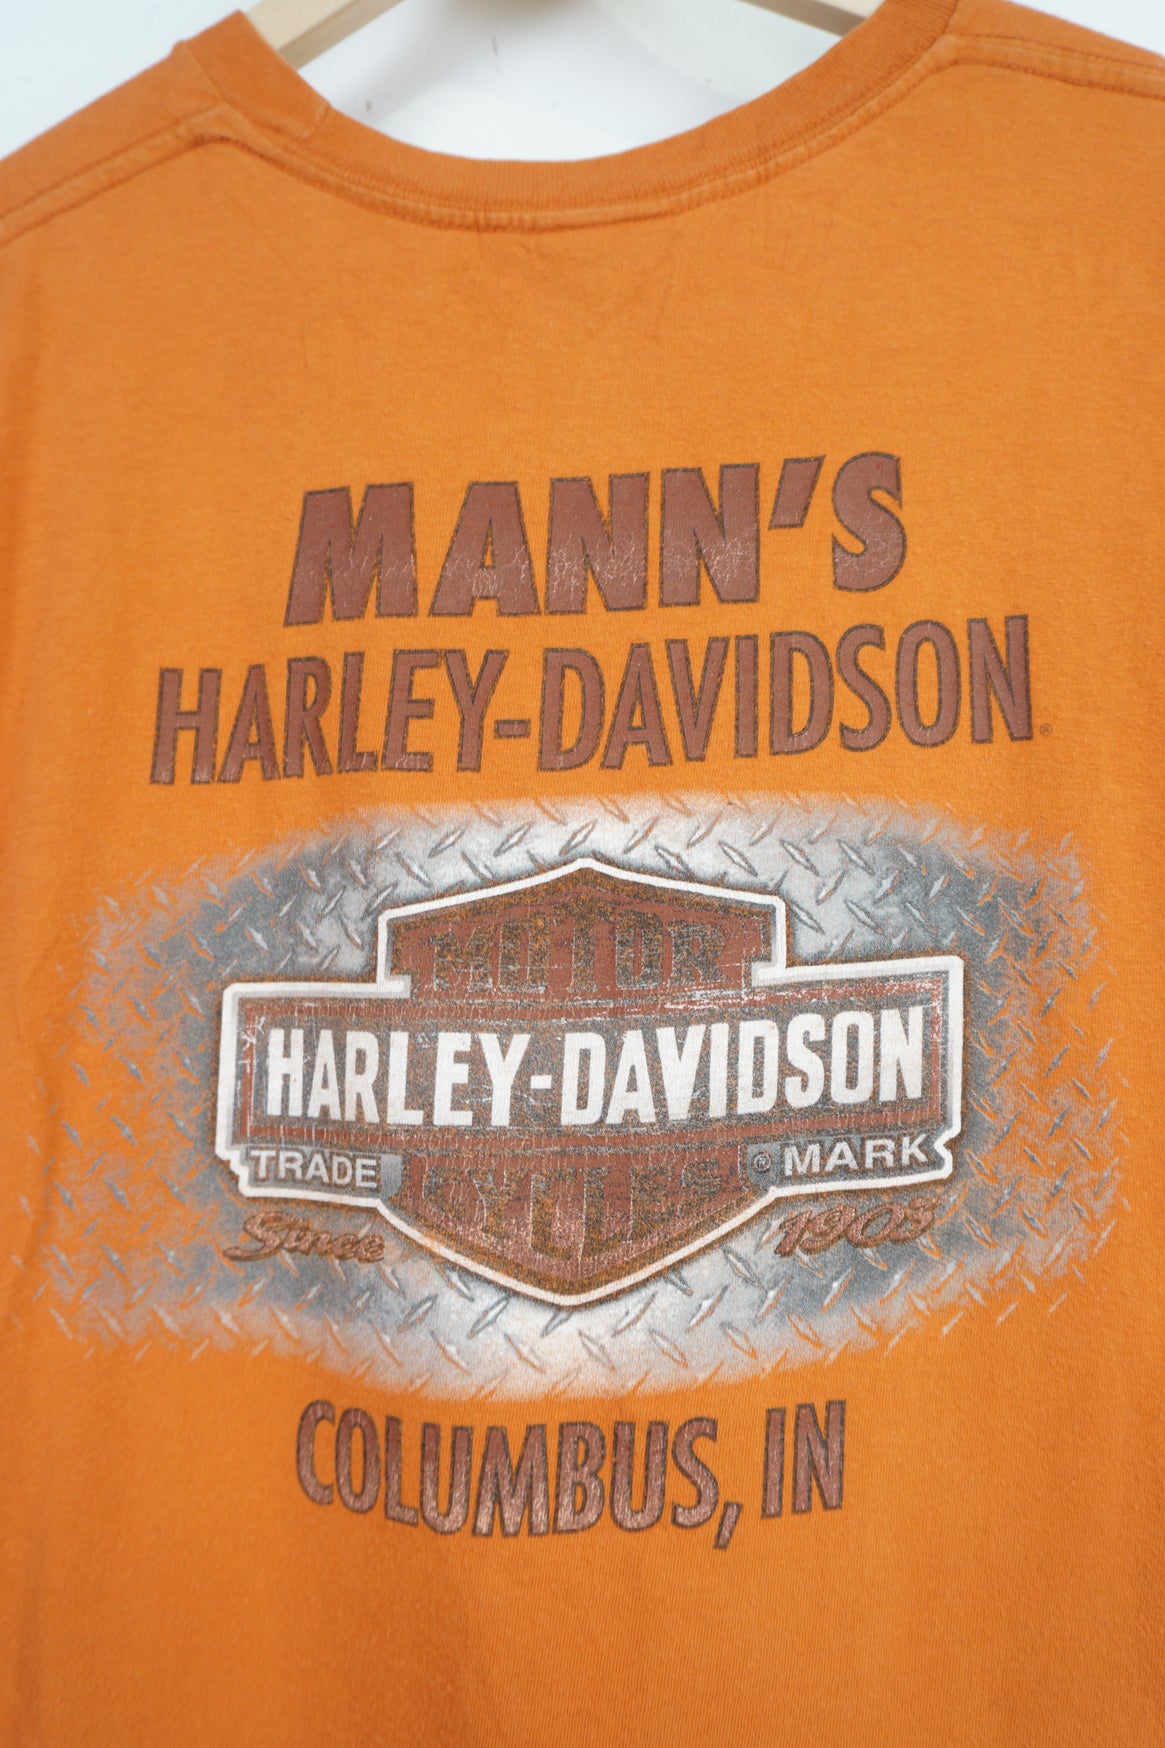 MANN'S
HARLEY-DAVIDSON®
MOTOR
HARLEY-DAVIDSON
TRADE ® MARK
CYCLES
Since 1903
COLUMBUS, IN